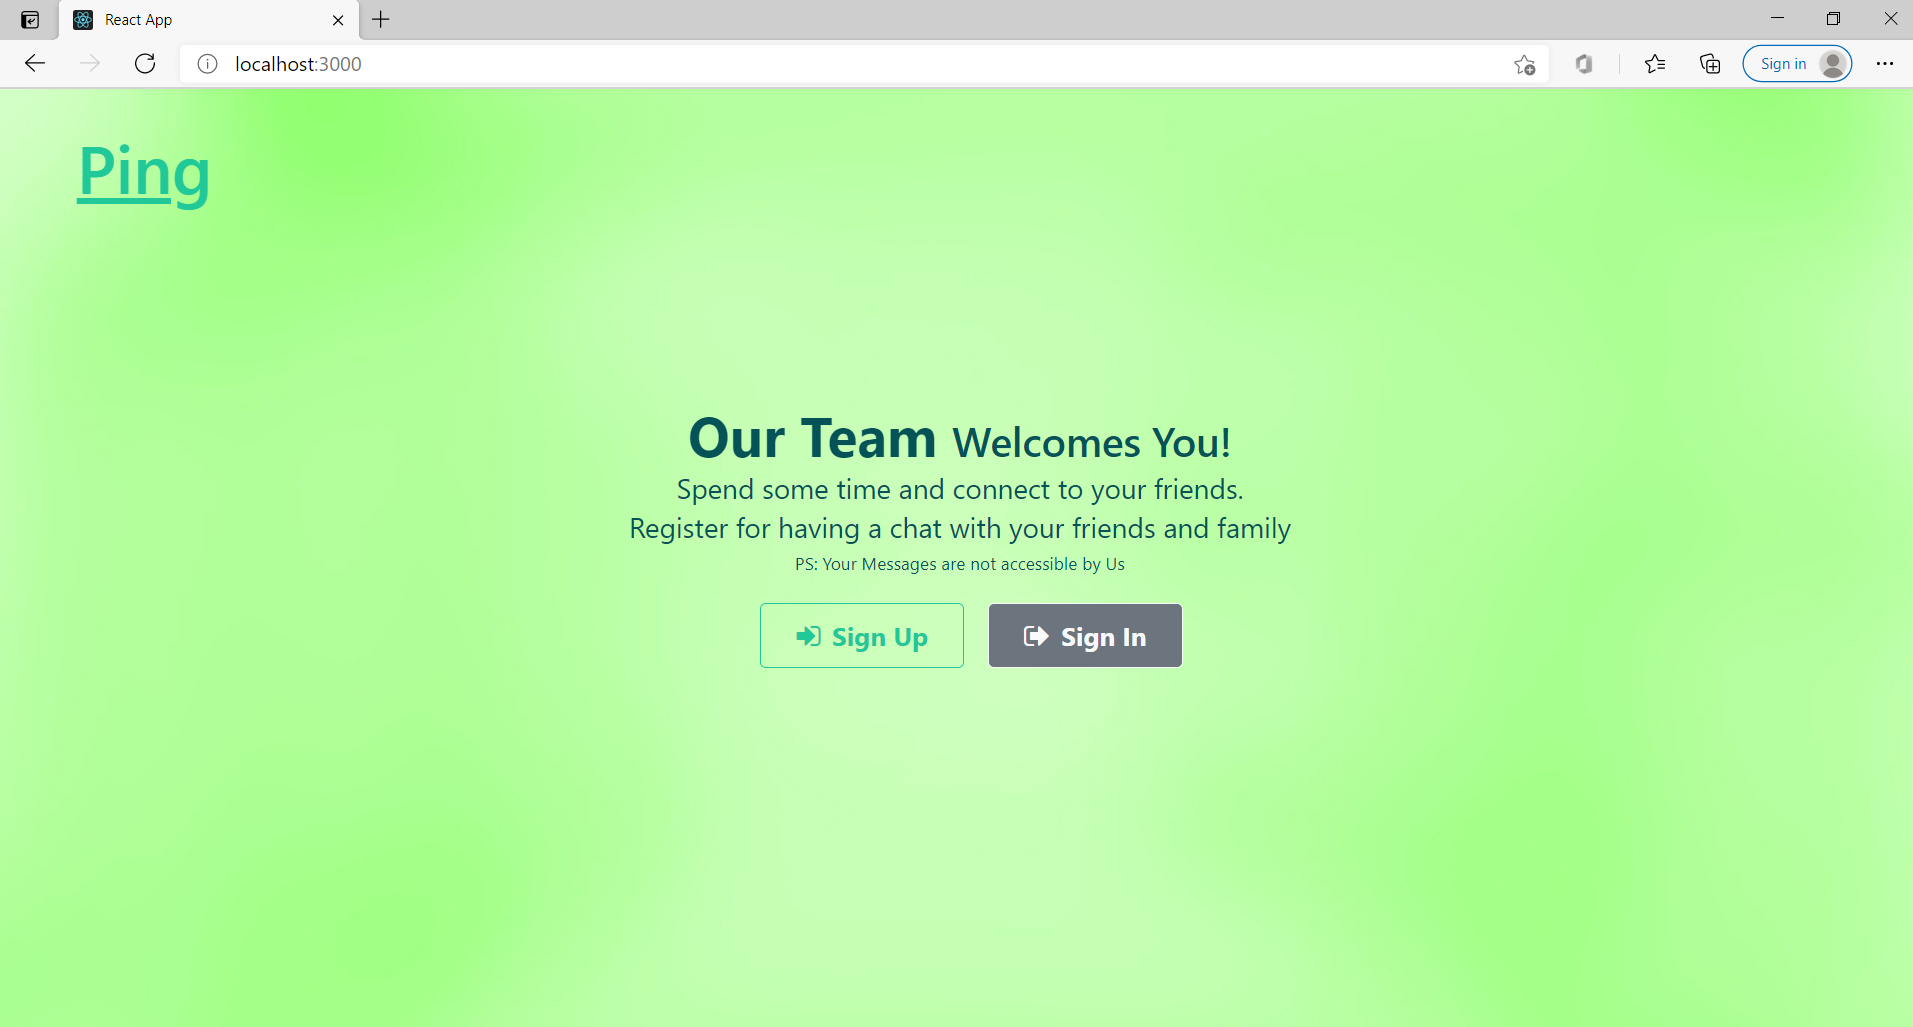 React App
localhost:3000
Sign in
Ping
Our Team Welcomes You!
Spend some time and connect to your friends.
Register for having a chat with your friends and family
PS: Your Messages are not accessible by Us
Sign Up
Sign In